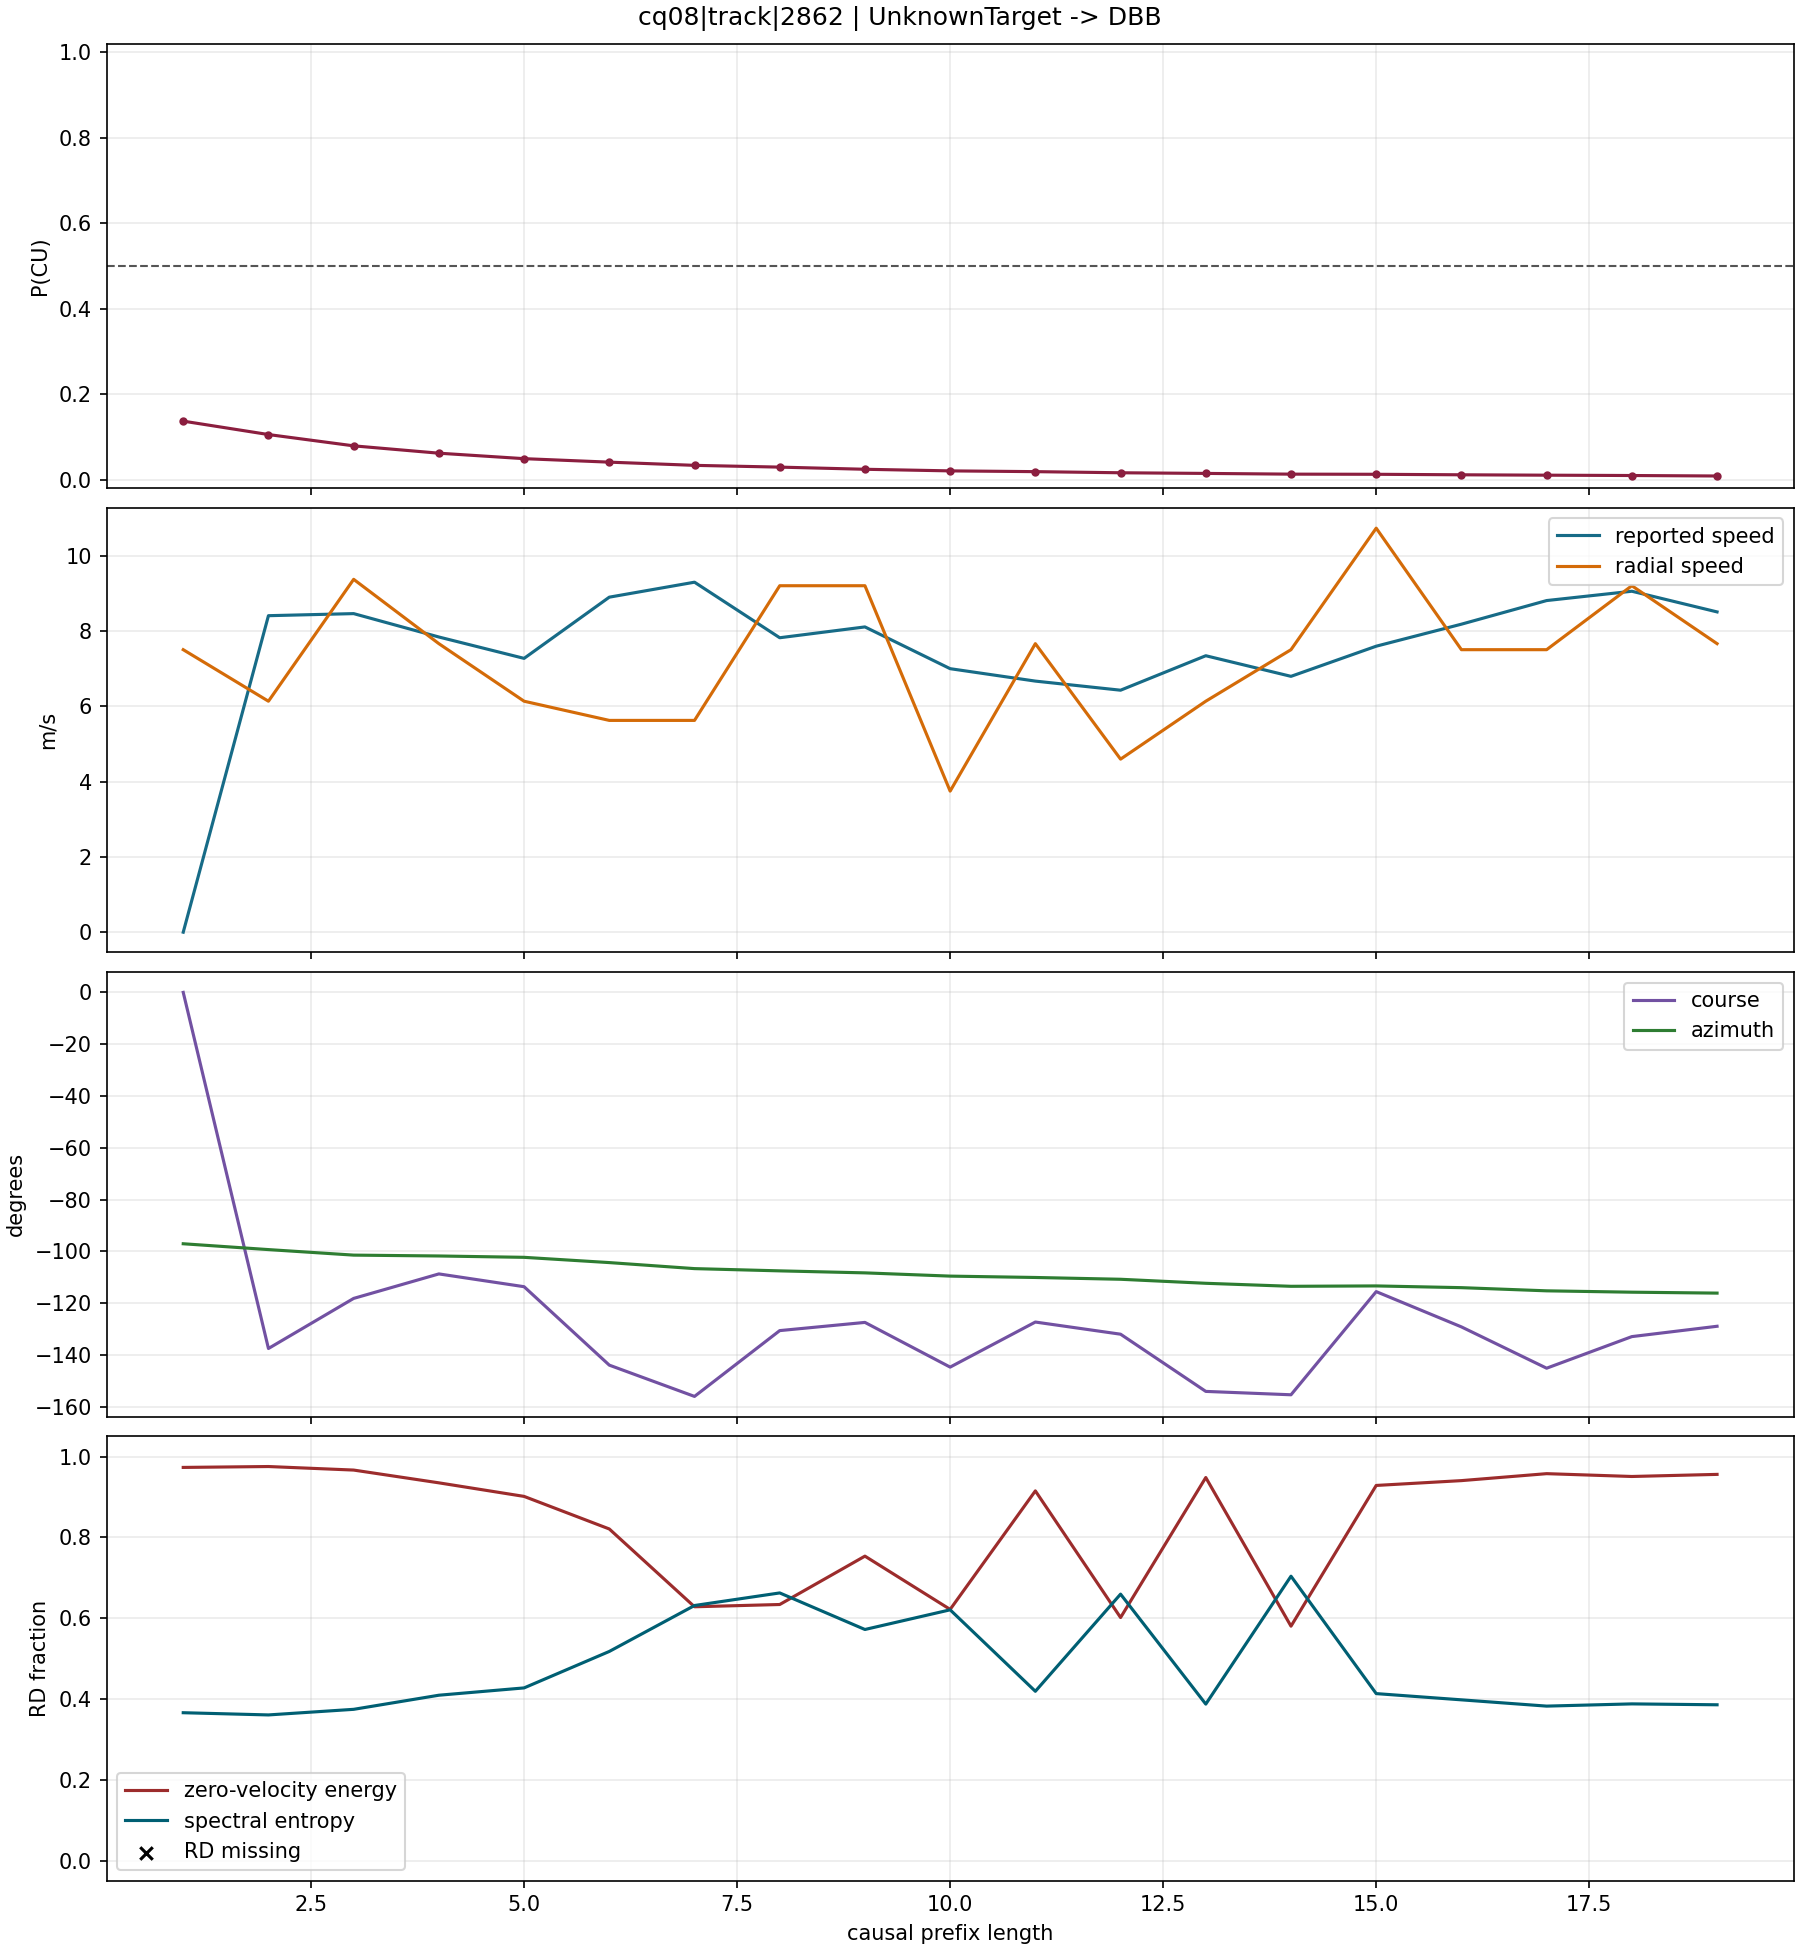 cq08|track|2862 | UnknownTarget -> DBB
1.0
0.8
0.6
0.4
0.2
0.0
P(CU)
reported speed
radial speed
10
8
6
4
2
0
m/s
course
azimuth
0
−20
−40
−60
−80
−100
−120
−140
−160
degrees
1.0
0.8
0.6
0.4
0.2
0.0
RD fraction
zero-velocity energy
spectral entropy
RD missing
2.5
5.0
7.5
10.0
12.5
15.0
17.5
causal prefix length